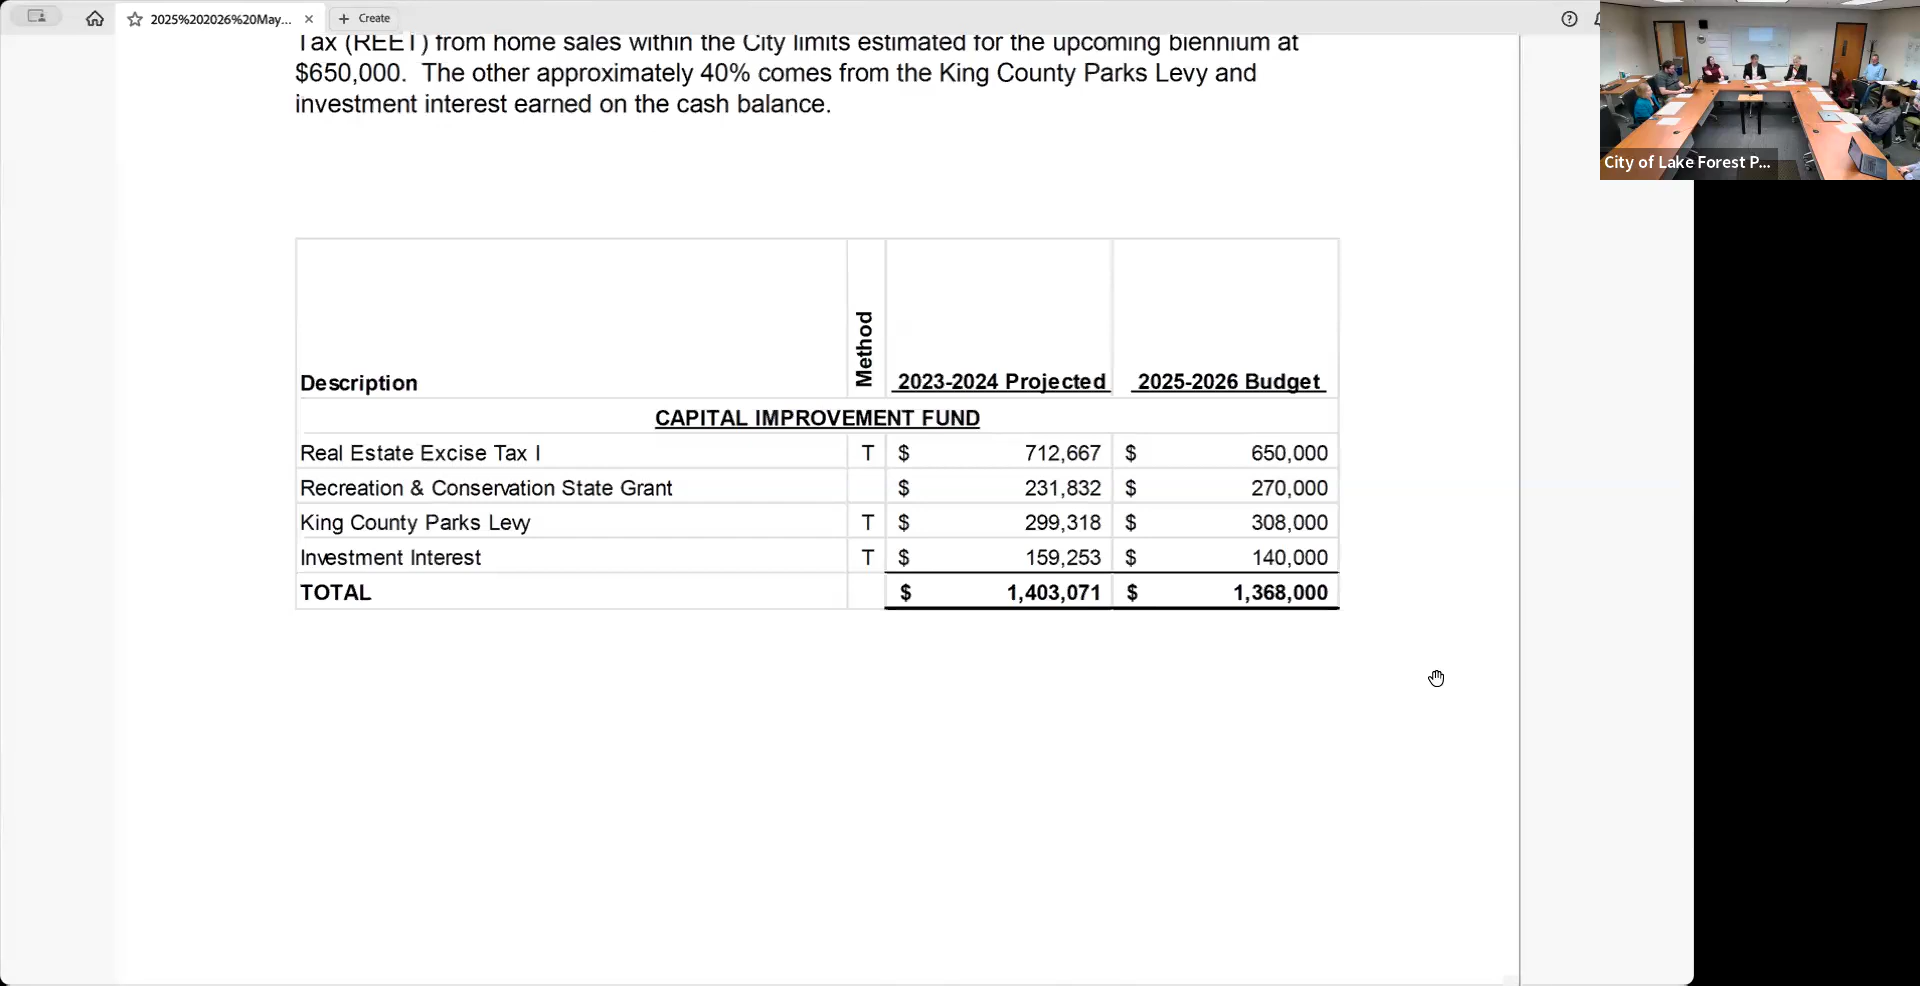 2025%202026%20May...
Create
Tax (REET) from home sales within the City limits estimated for the upcoming biennium at
$650,000. The other approximately 40% comes from the King County Parks Levy and
investment interest earned on the cash balance.
City of Lake Forest P...
Description Method 2023-2024 Projected 2025-2026 Budget
CAPITAL IMPROVEMENT FUND
Real Estate Excise Tax I T $ 712,667 $ 650,000
Recreation & Conservation State Grant $ 231,832 $ 270,000
King County Parks Levy T $ 299,318 $ 308,000
Investment Interest T $ 159,253 $ 140,000
TOTAL $ 1,403,071 $ 1,368,000